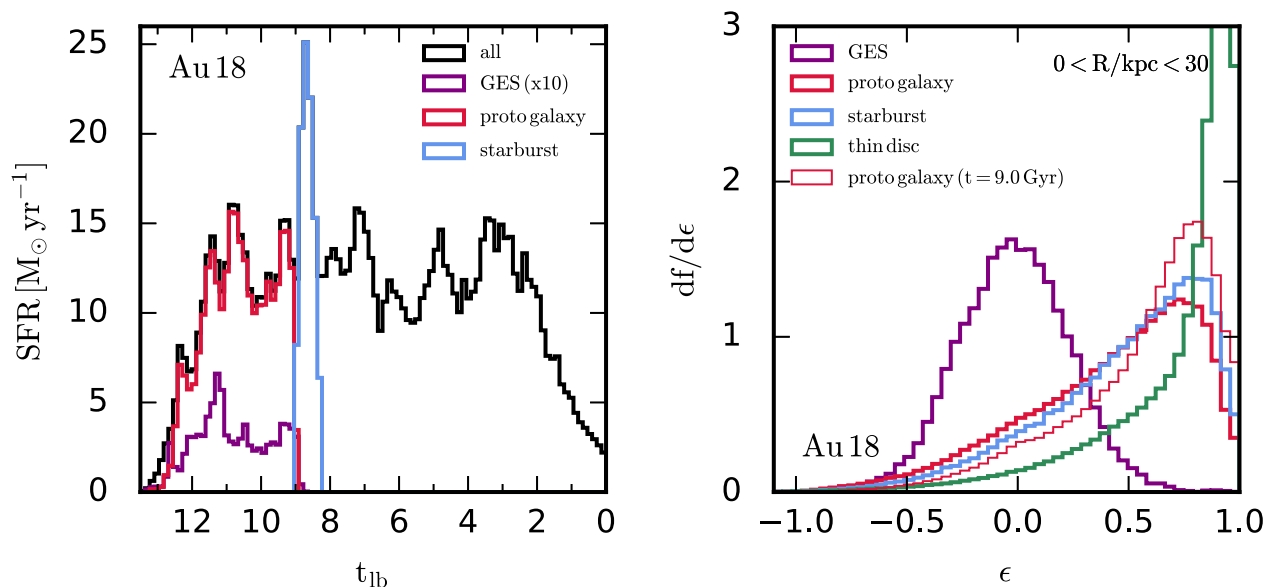 Au 18
all
GES (x10)
proto galaxy
starburst
SFR [M⊙ yr⁻¹]
25
20
15
10
5
0
12 10 8 6 4 2 0
t_lb
0 < R/kpc < 30
GES
proto galaxy
starburst
thin disc
proto galaxy (t = 9.0 Gyr)
Au 18
df/dϵ
3
2
1
0
−1.0 −0.5 0.0 0.5 1.0
ϵ